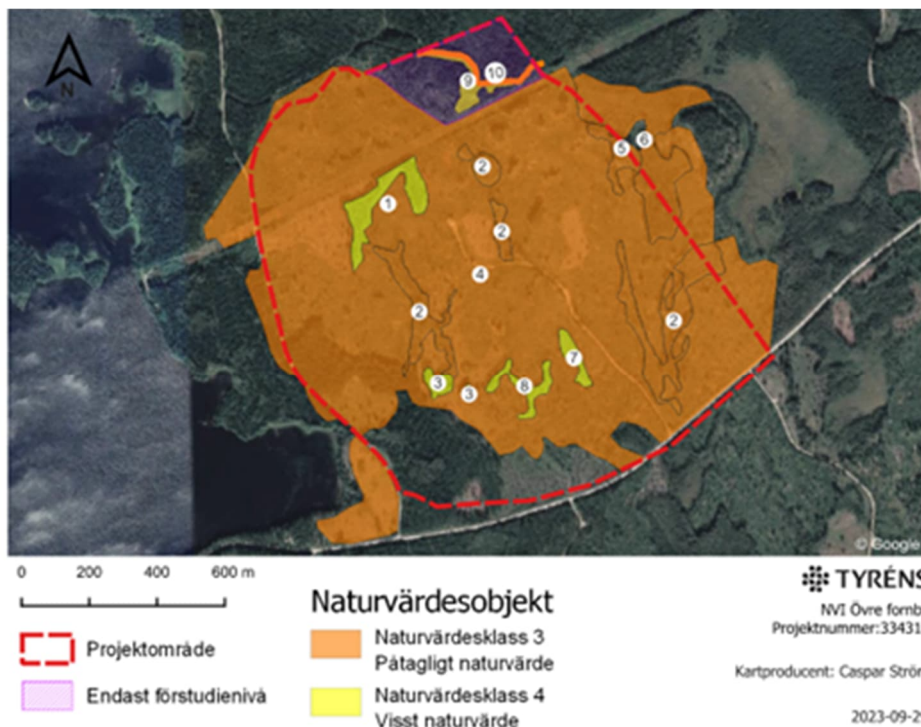 N
9
10
5
6
2
1
2
4
2
2
7
3
8
3
© Google
0 200 400 600 m
Projektområde
Endast förstudienivå
Naturvärdesobjekt
Naturvärdesklass 3
Påtagligt naturvärde
Naturvärdesklass 4
Visst naturvärde
TYRÉNS
NVI Övre fornb
Projektnummer:33431
Kartproducent: Caspar Ström
2023-09-2